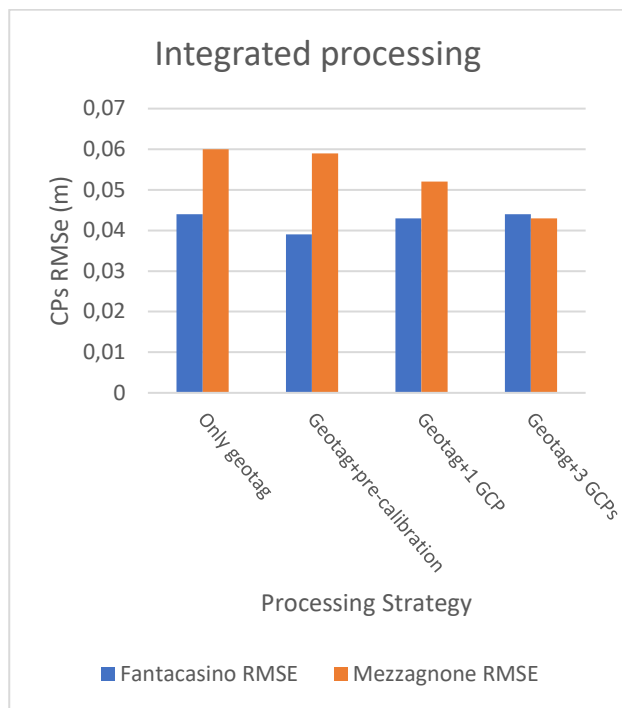 Integrated processing
0,07
0,06
0,05
0,04
0,03
0,02
0,01
0
CPs RMSe (m)
Only geotag
Geotag+pre-calibration
Geotag+1 GCP
Geotag+3 GCPs
Processing Strategy
Fantacasino RMSE
Mezzagnone RMSE